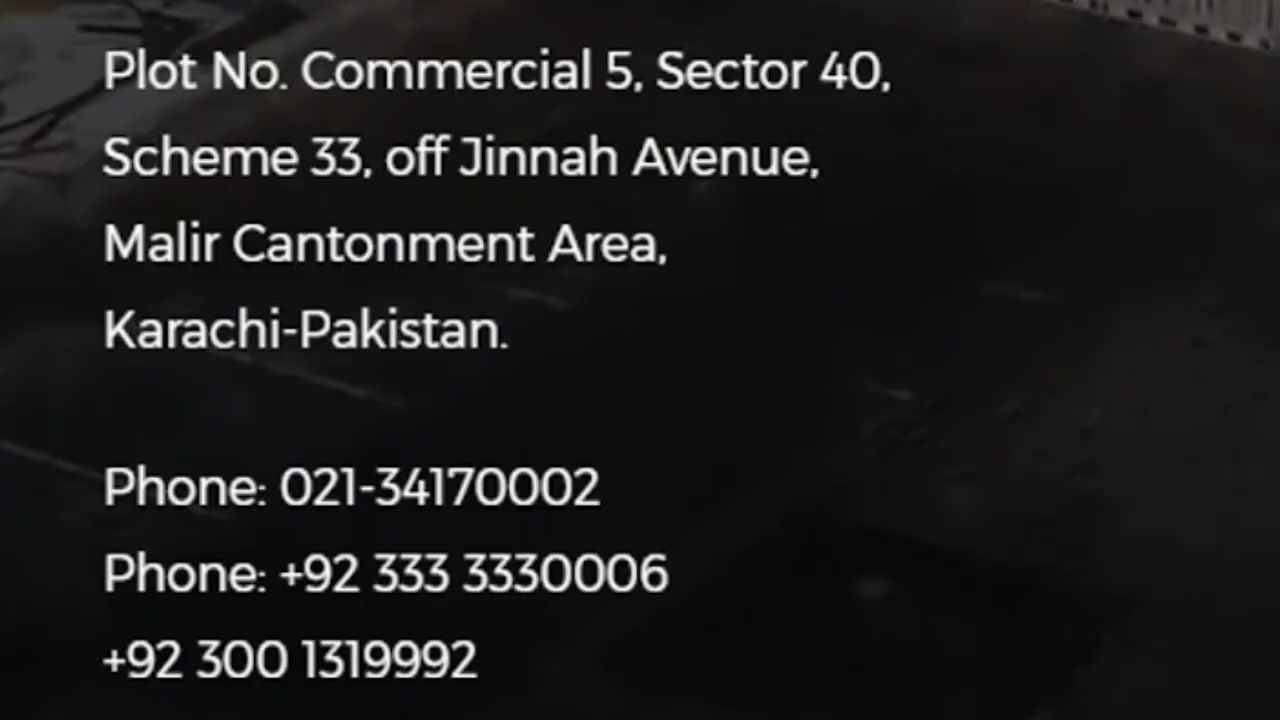 Plot No. Commercial 5, Sector 40,
Scheme 33, off Jinnah Avenue,
Malir Cantonment Area,
Karachi-Pakistan.
Phone: 021-34170002
Phone: +92 333 3330006
+92 300 1319992